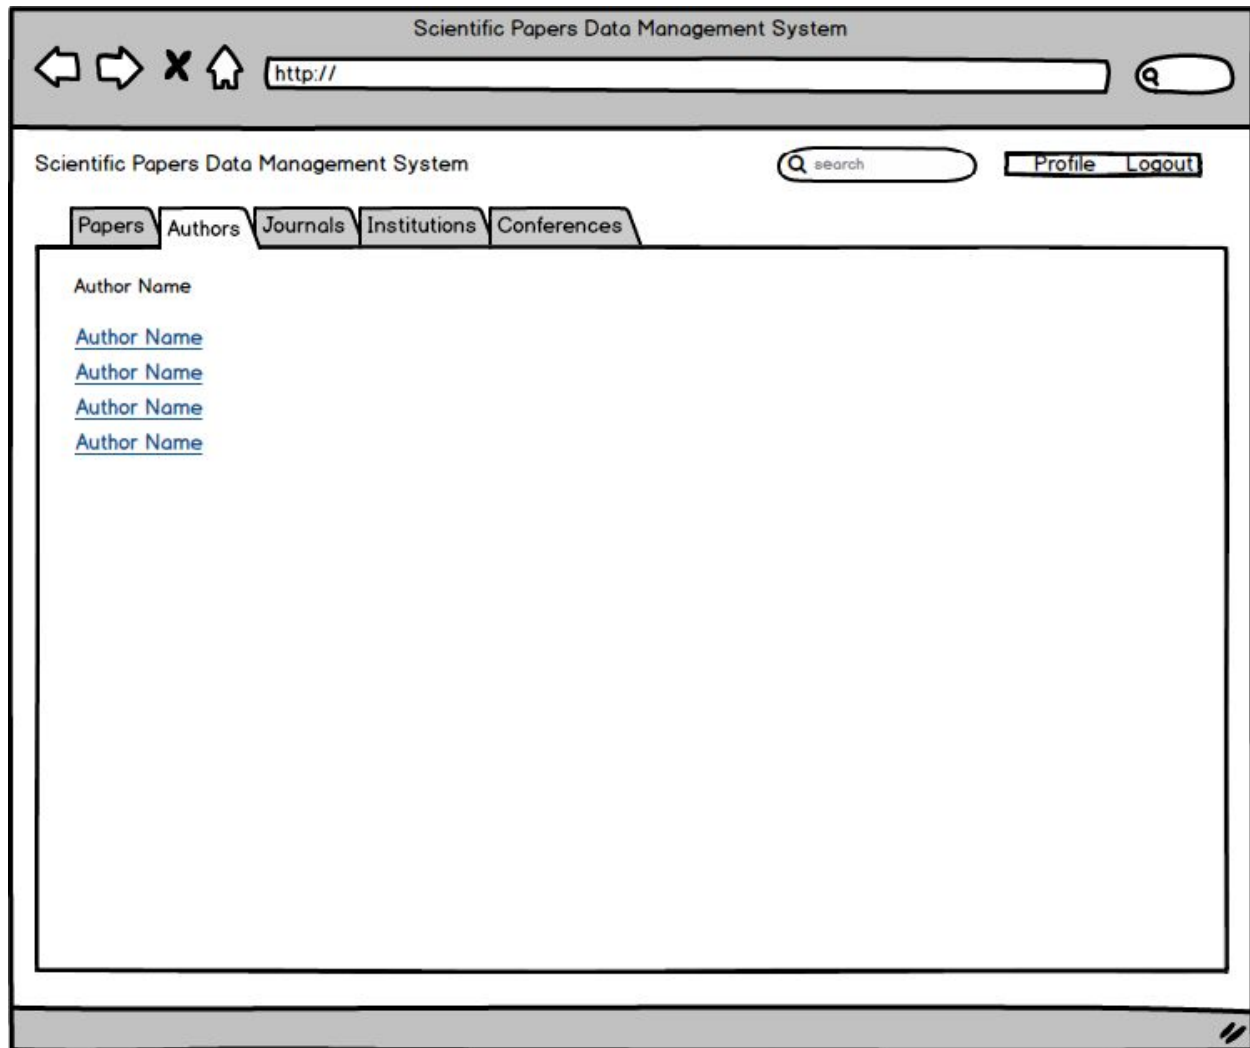 Scientific Papers Data Management System
http://
Scientific Papers Data Management System
search
Profile Logout
Papers Authors Journals Institutions Conferences
Author Name
Author Name
Author Name
Author Name
Author Name